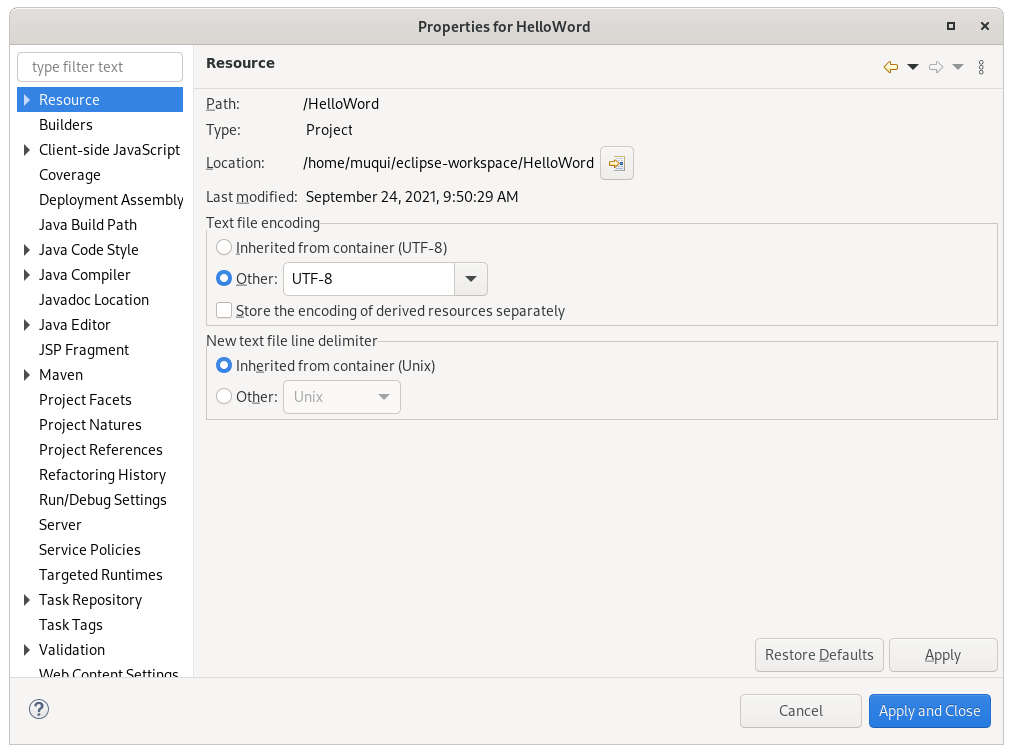 Properties for HelloWord
type filter text
Resource
Builders
Client-side JavaScript
Coverage
Deployment Assembly
Java Build Path
Java Code Style
Java Compiler
Javadoc Location
Java Editor
JSP Fragment
Maven
Project Facets
Project Natures
Project References
Refactoring History
Run/Debug Settings
Server
Service Policies
Targeted Runtimes
Task Repository
Task Tags
Validation
Web Content Settings
Resource
Path: /HelloWord
Type: Project
Location: /home/muqui/eclipse-workspace/HelloWord
Last modified: September 24, 2021, 9:50:29 AM
Text file encoding
Inherited from container (UTF-8)
Other: UTF-8
Store the encoding of derived resources separately
New text file line delimiter
Inherited from container (Unix)
Other: Unix
Restore Defaults Apply
? Cancel Apply and Close